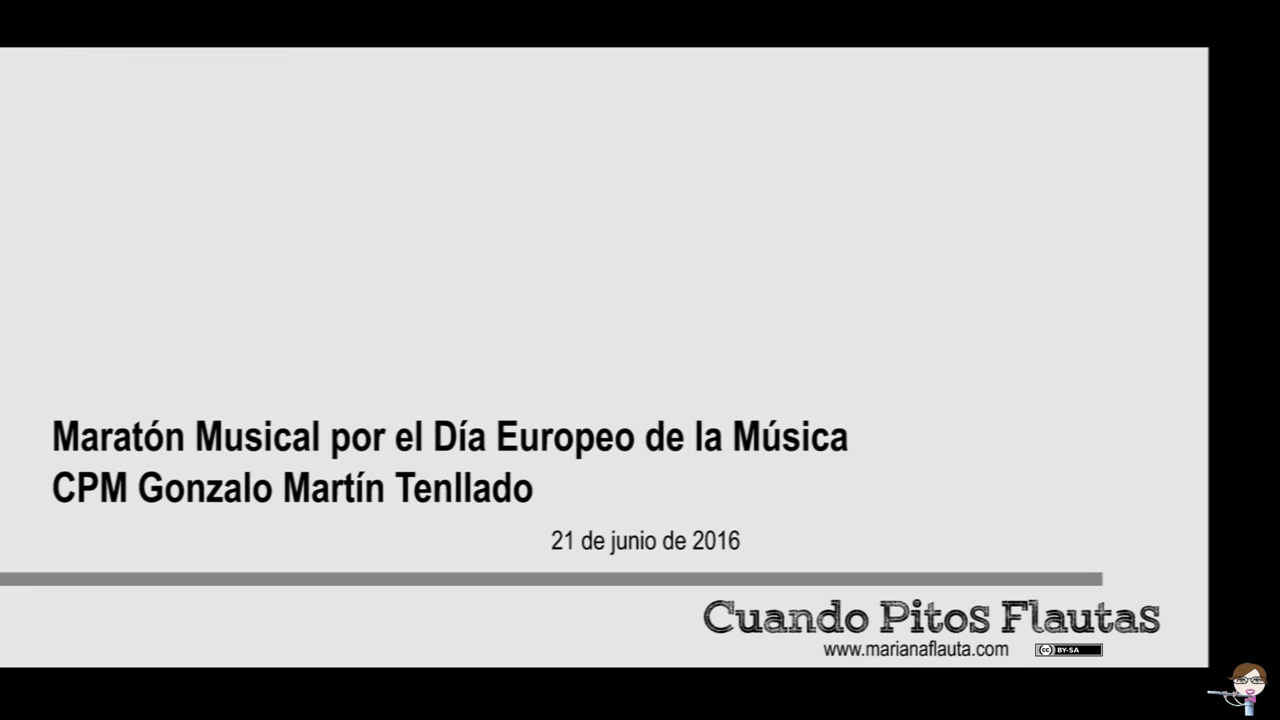 Maratón Musical por el Día Europeo de la Música
CPM Gonzalo Martín Tenllado
21 de junio de 2016
Cuando Pitos Flautas
www.marianaflauta.com
cc BY-SA